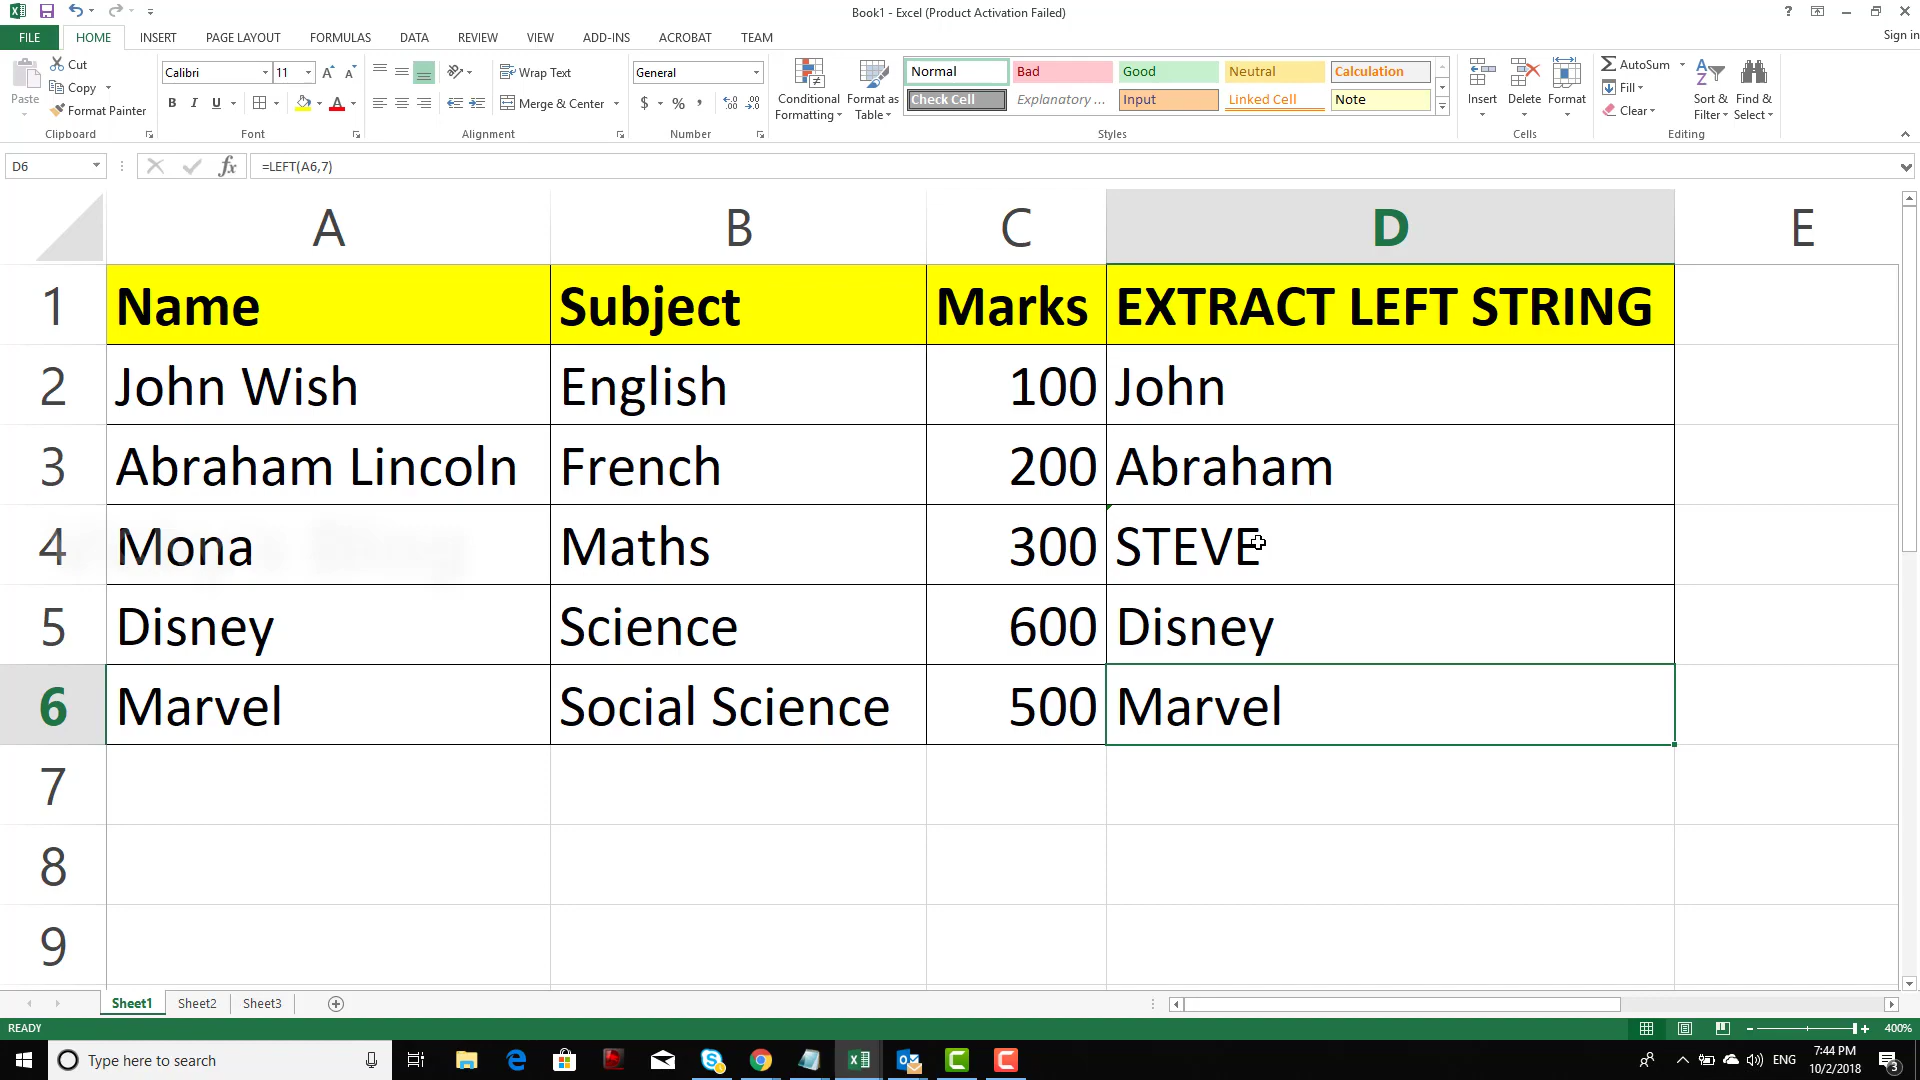 Book1 - Excel (Product Activation Failed)
FILE HOME INSERT PAGE LAYOUT FORMULAS DATA REVIEW VIEW ADD-INS ACROBAT TEAM Sign in
Paste
Cut
Copy
Format Painter
Clipboard
Calibri 11
B I U
Font
Wrap Text
Merge & Center
Alignment
General
$ % ,
Number
Conditional Formatting
Format as Table
Normal Bad Good Neutral Calculation
Check Cell Explanatory ... Input Linked Cell Note
Styles
Insert Delete Format
Cells
AutoSum
Fill
Clear
Sort & Filter
Find & Select
Editing
D6 fx =LEFT(A6,7)
A B C D E
1 Name Subject Marks EXTRACT LEFT STRING
2 John Wish English 100 John
3 Abraham Lincoln French 200 Abraham
4 Mona Maths 300 STEVE
5 Disney Science 600 Disney
6 Marvel Social Science 500 Marvel
7
8
9
Sheet1 Sheet2 Sheet3
READY 400%
Type here to search ENG 7:44 PM
10/2/2018 3